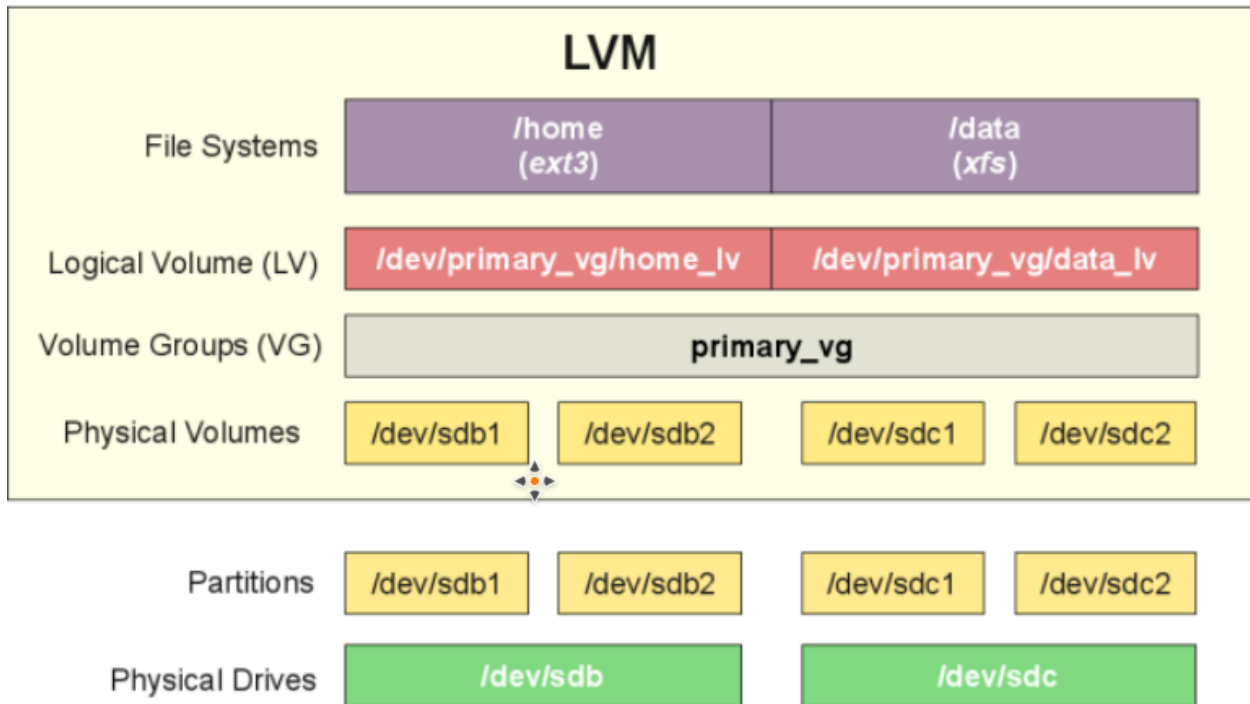 LVM
File Systems
/home
(ext3)
/data
(xfs)
Logical Volume (LV)
/dev/primary_vg/home_lv
/dev/primary_vg/data_lv
Volume Groups (VG)
primary_vg
Physical Volumes
/dev/sdb1
/dev/sdb2
/dev/sdc1
/dev/sdc2
Partitions
/dev/sdb1
/dev/sdb2
/dev/sdc1
/dev/sdc2
Physical Drives
/dev/sdb
/dev/sdc